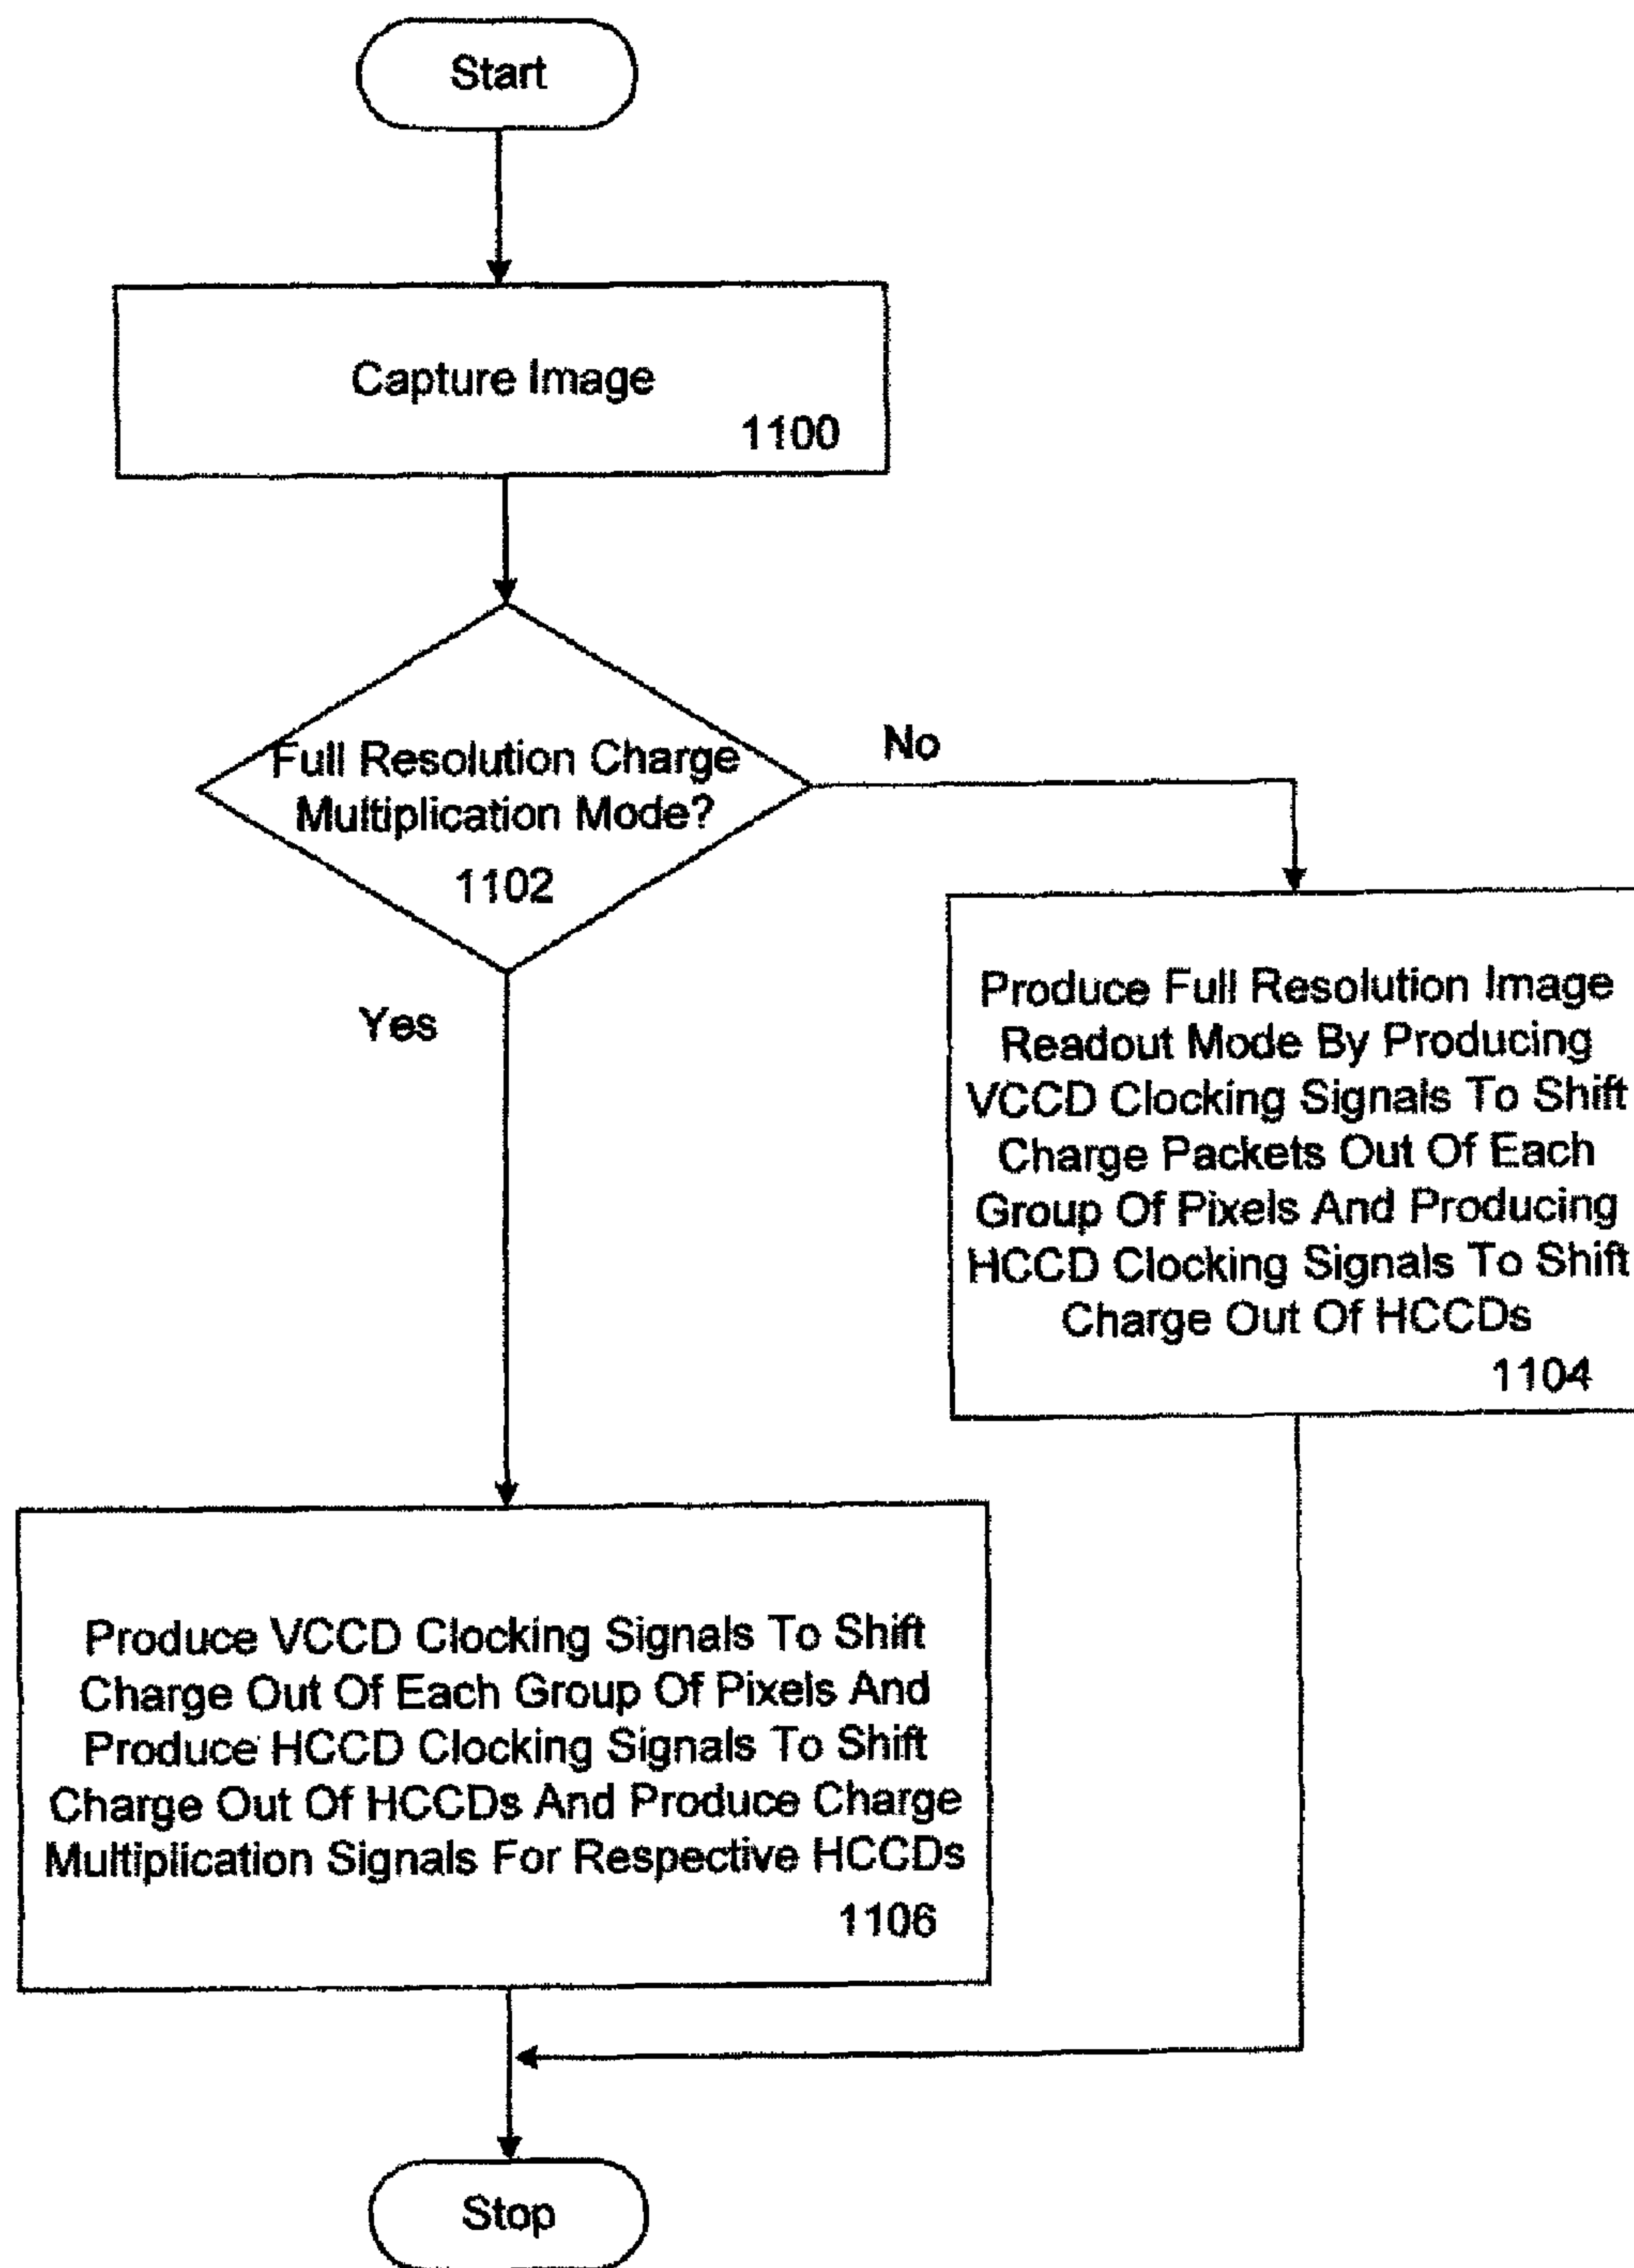 Start
Capture Image
1100
Full Resolution Charge
Multiplication Mode?
1102
No
Yes
Produce Full Resolution Image
Readout Mode By Producing
VCCD Clocking Signals To Shift
Charge Packets Out Of Each
Group Of Pixels And Producing
HCCD Clocking Signals To Shift
Charge Out Of HCCDs
1104
Produce VCCD Clocking Signals To Shift
Charge Out Of Each Group Of Pixels And
Produce HCCD Clocking Signals To Shift
Charge Out Of HCCDs And Produce Charge
Multiplication Signals For Respective HCCDs
1106
Stop